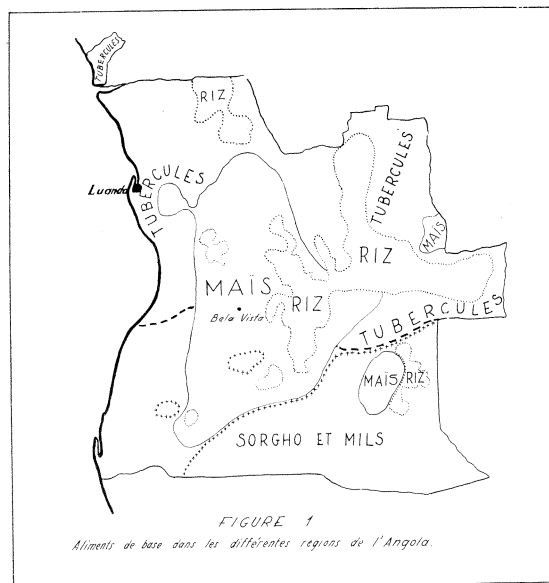 TUBERCULES
RIZ
TUBERCULES
Luanda
TUBERCULES
MAÏS
RIZ
MAÏS
RIZ
Bela Vista
TUBERCULES
MAÏS
RIZ
SORGHO ET MILS
FIGURE 1
Aliments de base dans les différentes regions de l'Angola.